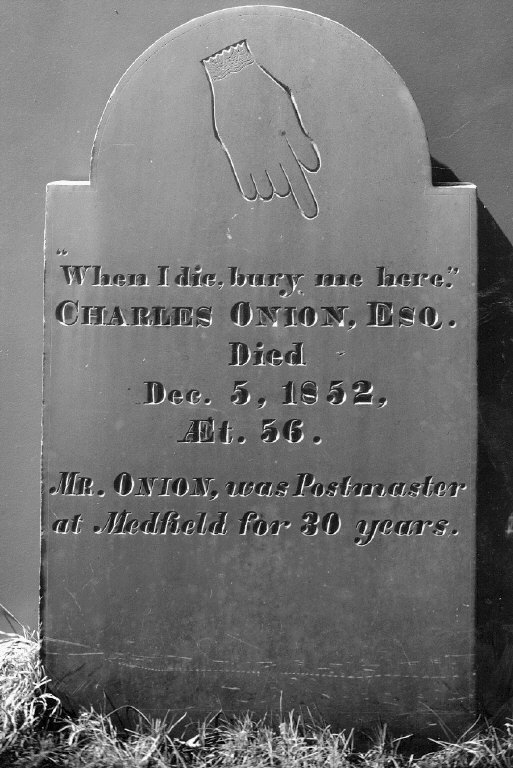 "When I die, bury me here."
CHARLES ONION, ESQ.
Died
Dec. 5, 1852,
Æt. 56.
MR. ONION, was Postmaster
at Medfield for 30 years.